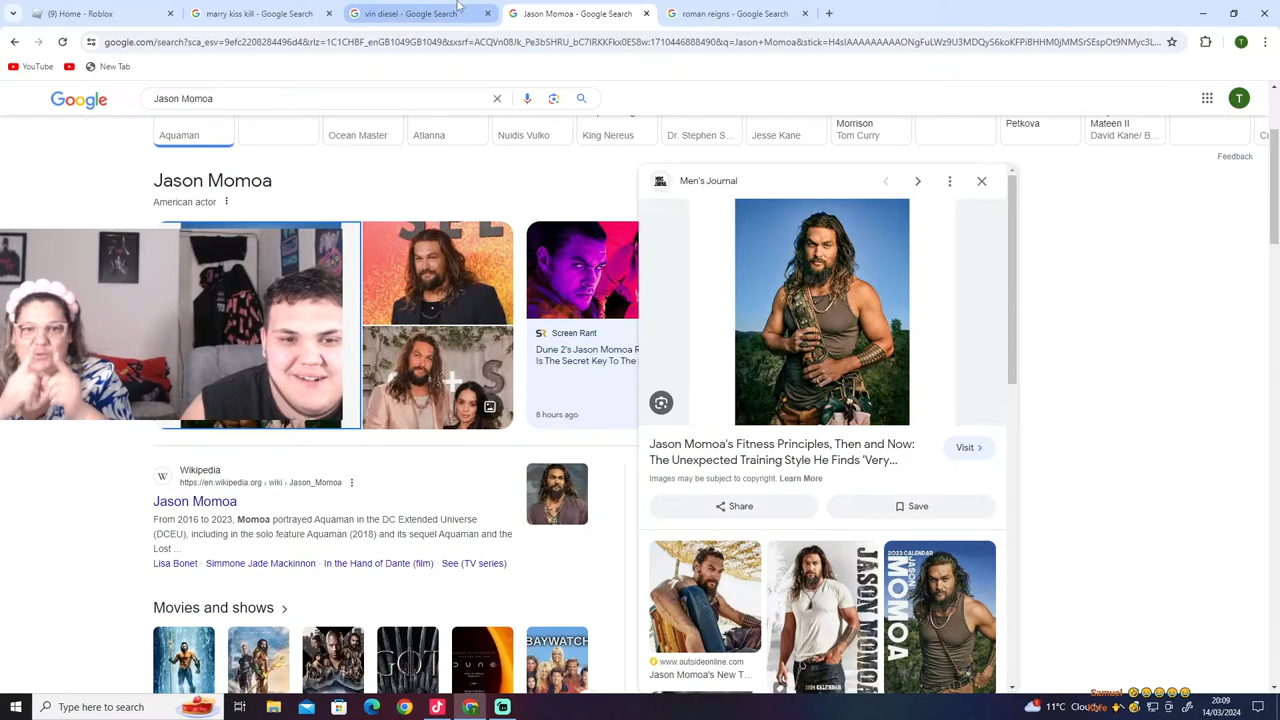 (1) Home - Roblox
marry kiss kill - Google Search
vin diesel - Google Search
Jason Momoa - Google Search
roman reigns - Google Search
YouTube
New Tab
Google
Jason Momoa
Aquaman
Ocean Master
Atlanna
Nuidis Vulko
King Nereus
Dr. Stephen S...
Jesse Kane
Morrison
Tom Curry
Petkova
Mateen II
David Kane/ B...
Feedback
Jason Momoa
American actor
Screen Rant
Dune 2's Jason Momoa R
Is The Secret Key To The
8 hours ago
Men's Journal
Jason Momoa's Fitness Principles, Then and Now:
The Unexpected Training Style He Finds 'Very...
Visit
Images may be subject to copyright. Learn More
Share
Save
Wikipedia
https://en.wikipedia.org › wiki › Jason_Momoa
Jason Momoa
From 2016 to 2023, Momoa portrayed Aquaman in the DC Extended Universe
(DCEU), including in the solo feature Aquaman (2018) and its sequel Aquaman and the
Lost ...
Lisa Bonet · Simmone Jade Mackinnon · In the Hand of Dante (film) · See (TV series)
Movies and shows
BAYWATCH
DUNE
www.outsideonline.com
Jason Momoa's New T...
JASON MOMOA
2024 CALENDAR
2023 CALENDAR
JASON
MOMOA
Type here to search
11°C
Samuel
20:09
14/03/2024